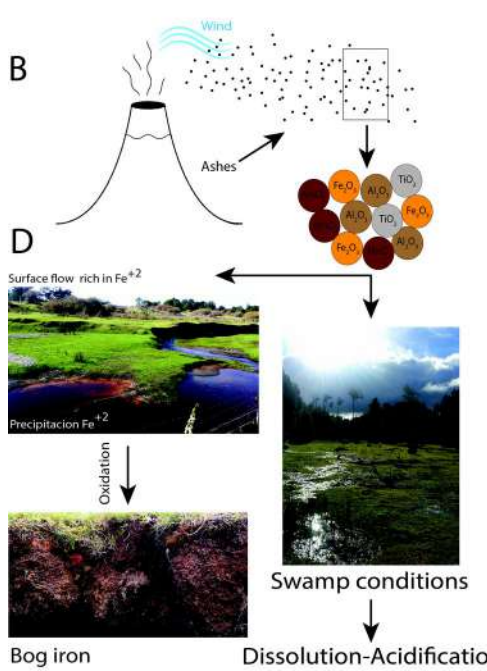 Wind
B
Ashes
TiO2
Fe2O3
Al2O3
Fe2O3
Al2O3
TiO2
Fe2O3
Al2O3
D
Surface flow rich in Fe+2
Precipitacion Fe+2
Oxidation
Swamp conditions
Bog iron
Dissolution-Acidificatio